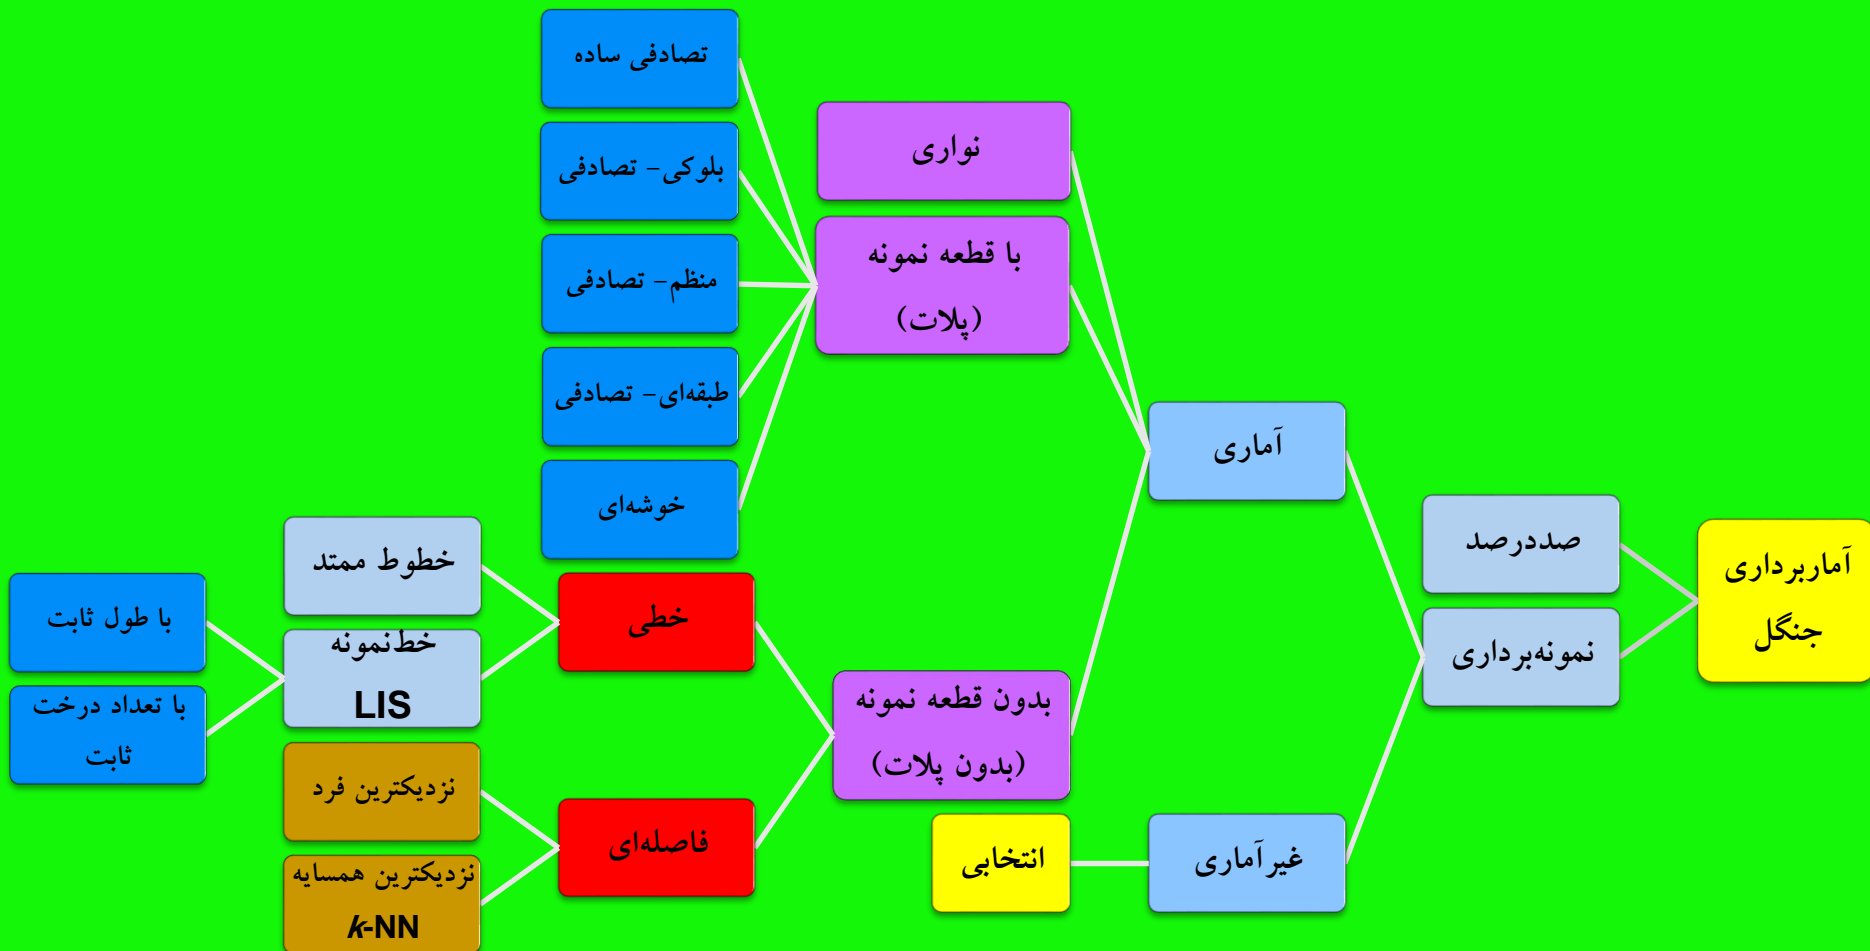 آماربرداری
جنگل
صددرصد
نمونه‌برداری
آماری
غیرآماری
نواری
با قطعه نمونه
(پلات)
بدون قطعه نمونه
(بدون پلات)
انتخابی
تصادفی ساده
بلوکی- تصادفی
منظم- تصادفی
طبقه‌ای- تصادفی
خوشه‌ای
خطی
فاصله‌ای
خطوط ممتد
خط‌نمونه
LIS
نزدیکترین فرد
نزدیکترین همسایه
k-NN
با طول ثابت
با تعداد درخت
ثابت